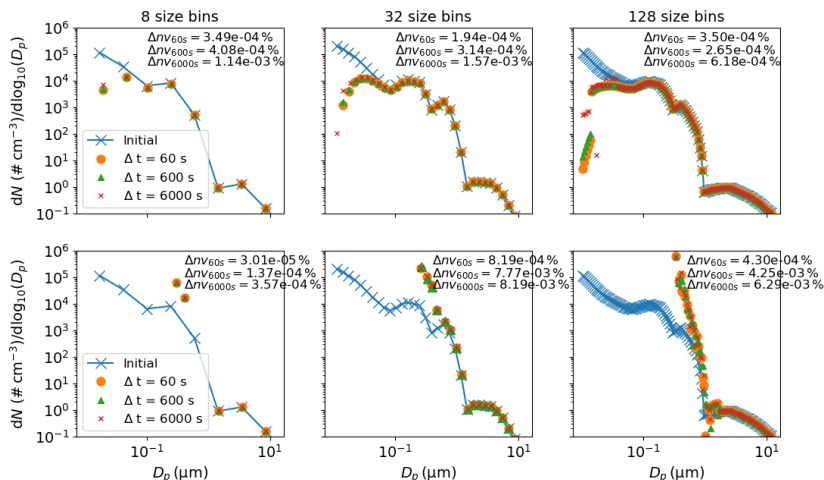 8 size bins
32 size bins
128 size bins
dN (# cm⁻³)/dlog₁₀(Dₚ)
10⁶
10⁵
10⁴
10³
10²
10¹
10⁰
10⁻¹
Δnv₆₀ₛ = 3.49e-04%
Δnv₆₀₀ₛ = 4.08e-04%
Δnv₆₀₀₀ₛ = 1.14e-03%
Initial
Δ t = 60 s
Δ t = 600 s
Δ t = 6000 s
Δnv₆₀ₛ = 1.94e-04%
Δnv₆₀₀ₛ = 3.14e-04%
Δnv₆₀₀₀ₛ = 1.57e-03%
Δnv₆₀ₛ = 3.50e-04%
Δnv₆₀₀ₛ = 2.65e-04%
Δnv₆₀₀₀ₛ = 6.18e-04%
dN (# cm⁻³)/dlog₁₀(Dₚ)
10⁶
10⁵
10⁴
10³
10²
10¹
10⁰
10⁻¹
Δnv₆₀ₛ = 3.01e-05%
Δnv₆₀₀ₛ = 1.37e-04%
Δnv₆₀₀₀ₛ = 3.57e-04%
Initial
Δ t = 60 s
Δ t = 600 s
Δ t = 6000 s
Δnv₆₀ₛ = 8.19e-04%
Δnv₆₀₀ₛ = 7.77e-03%
Δnv₆₀₀₀ₛ = 8.19e-03%
Δnv₆₀ₛ = 4.30e-04%
Δnv₆₀₀ₛ = 4.25e-03%
Δnv₆₀₀₀ₛ = 6.29e-03%
10⁻¹ 10¹
10⁻¹ 10¹
10⁻¹ 10¹
Dₚ (µm)
Dₚ (µm)
Dₚ (µm)